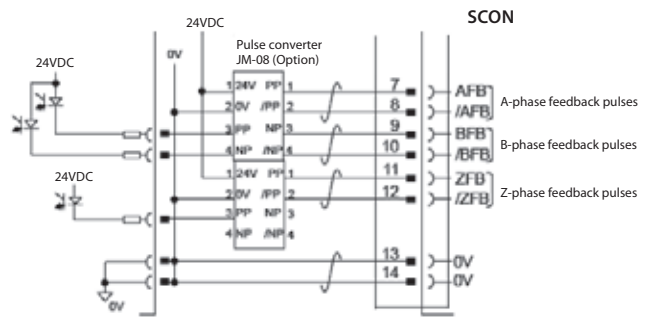 SCON
24VDC
0V
Pulse converter
JM-08 (Option)
24VDC
1 24V PP 1
2 0V /PP 2
3 PP NP 3
4 NP /NP 4
7 AFB
8 /AFB
A-phase feedback pulses
9 BFB
10 /BFB
B-phase feedback pulses
24VDC
1 24V PP 1
2 0V /PP 2
3 PP NP 3
4 NP /NP 4
11 ZFB
12 /ZFB
Z-phase feedback pulses
13 0V
14 0V
0V